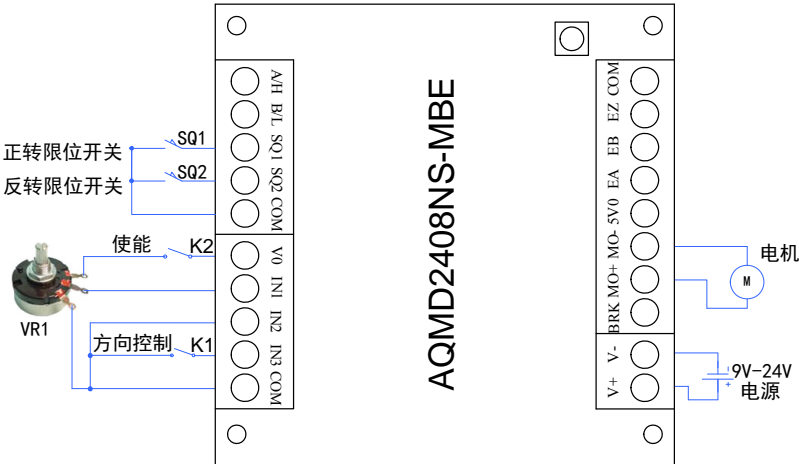 A/H
B/L
SQ1
SQ2
COM
V0
IN1
IN2
IN3
COM
正转限位开关
SQ1
反转限位开关
SQ2
使能
K2
VR1
方向控制
K1
AQMD2408NS-MBE
COM
EZ
EB
EA
5V0
MO-
MO+
BRK
V-
V+
电机
M
9V-24V
电源
-
+